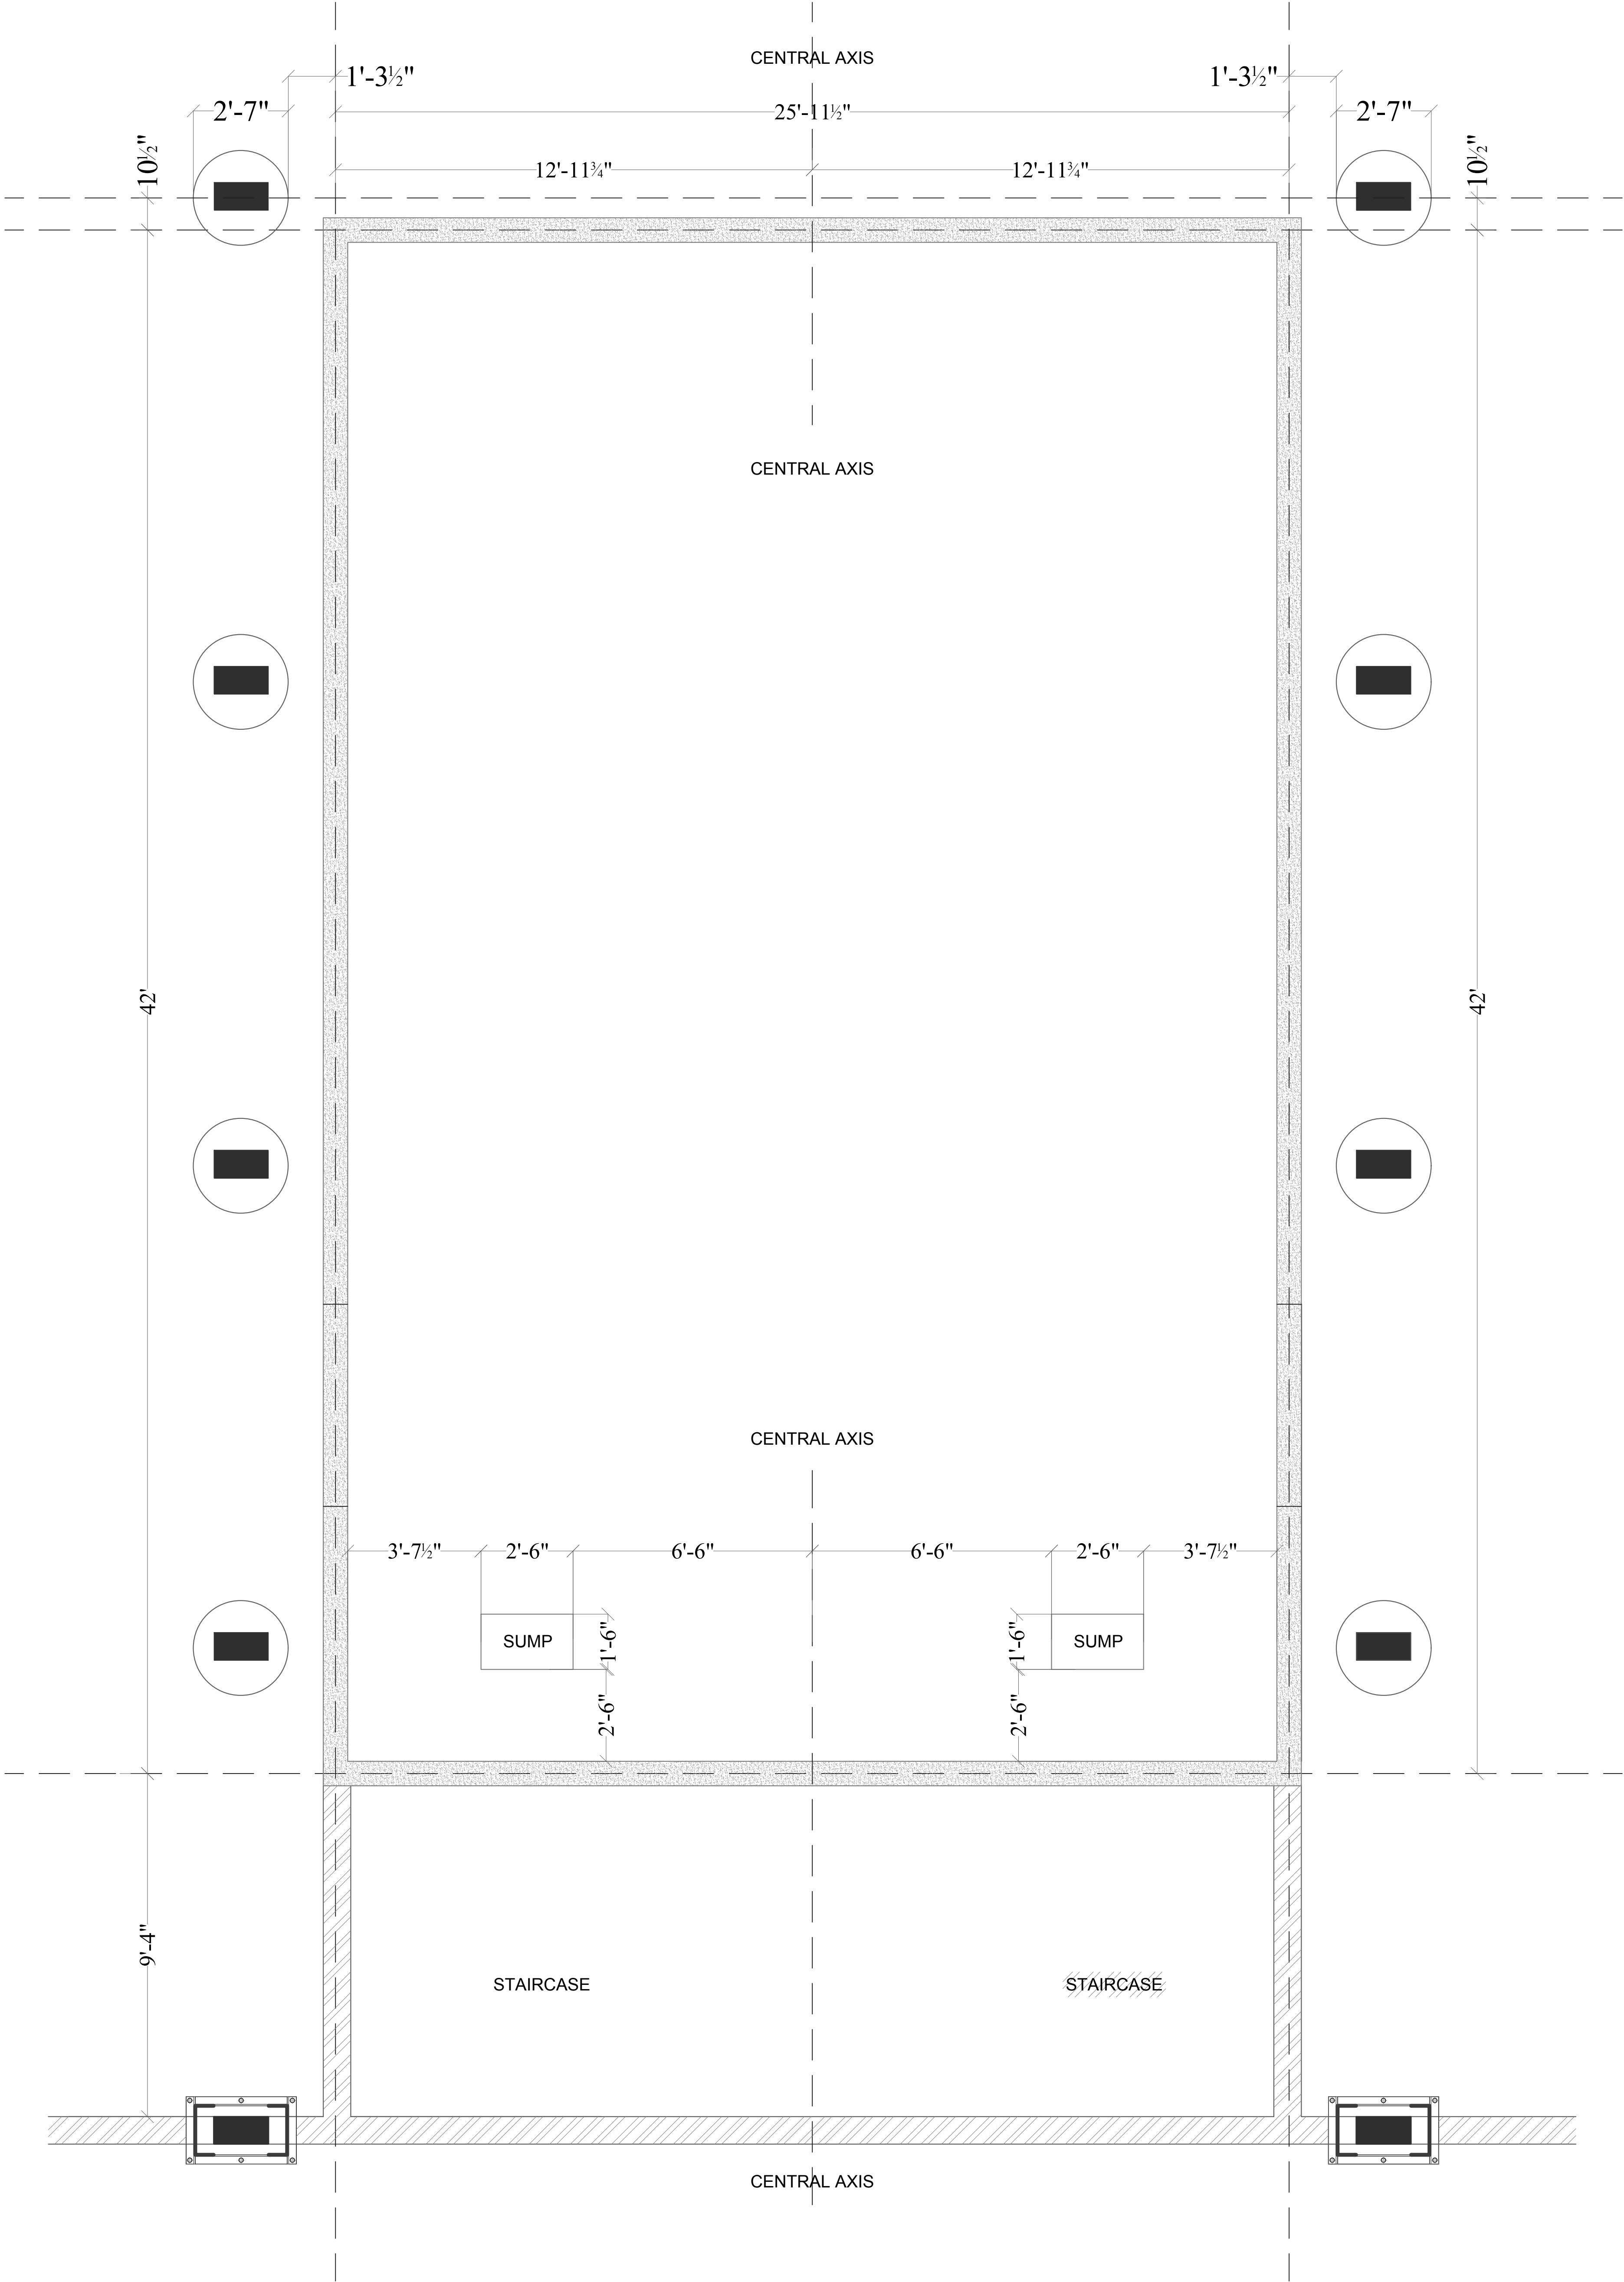 CENTRAL AXIS
1'-3½" 1'-3½"
2'-7" 25'-11½" 2'-7"
10½" 12'-11¾" 12'-11¾" 10½"
CENTRAL AXIS
42' 42'
CENTRAL AXIS
3'-7½" 2'-6" 6'-6" 6'-6" 2'-6" 3'-7½"
SUMP 1'-6" 1'-6" SUMP
2'-6" 2'-6"
9'-4"
STAIRCASE STAIRCASE
CENTRAL AXIS